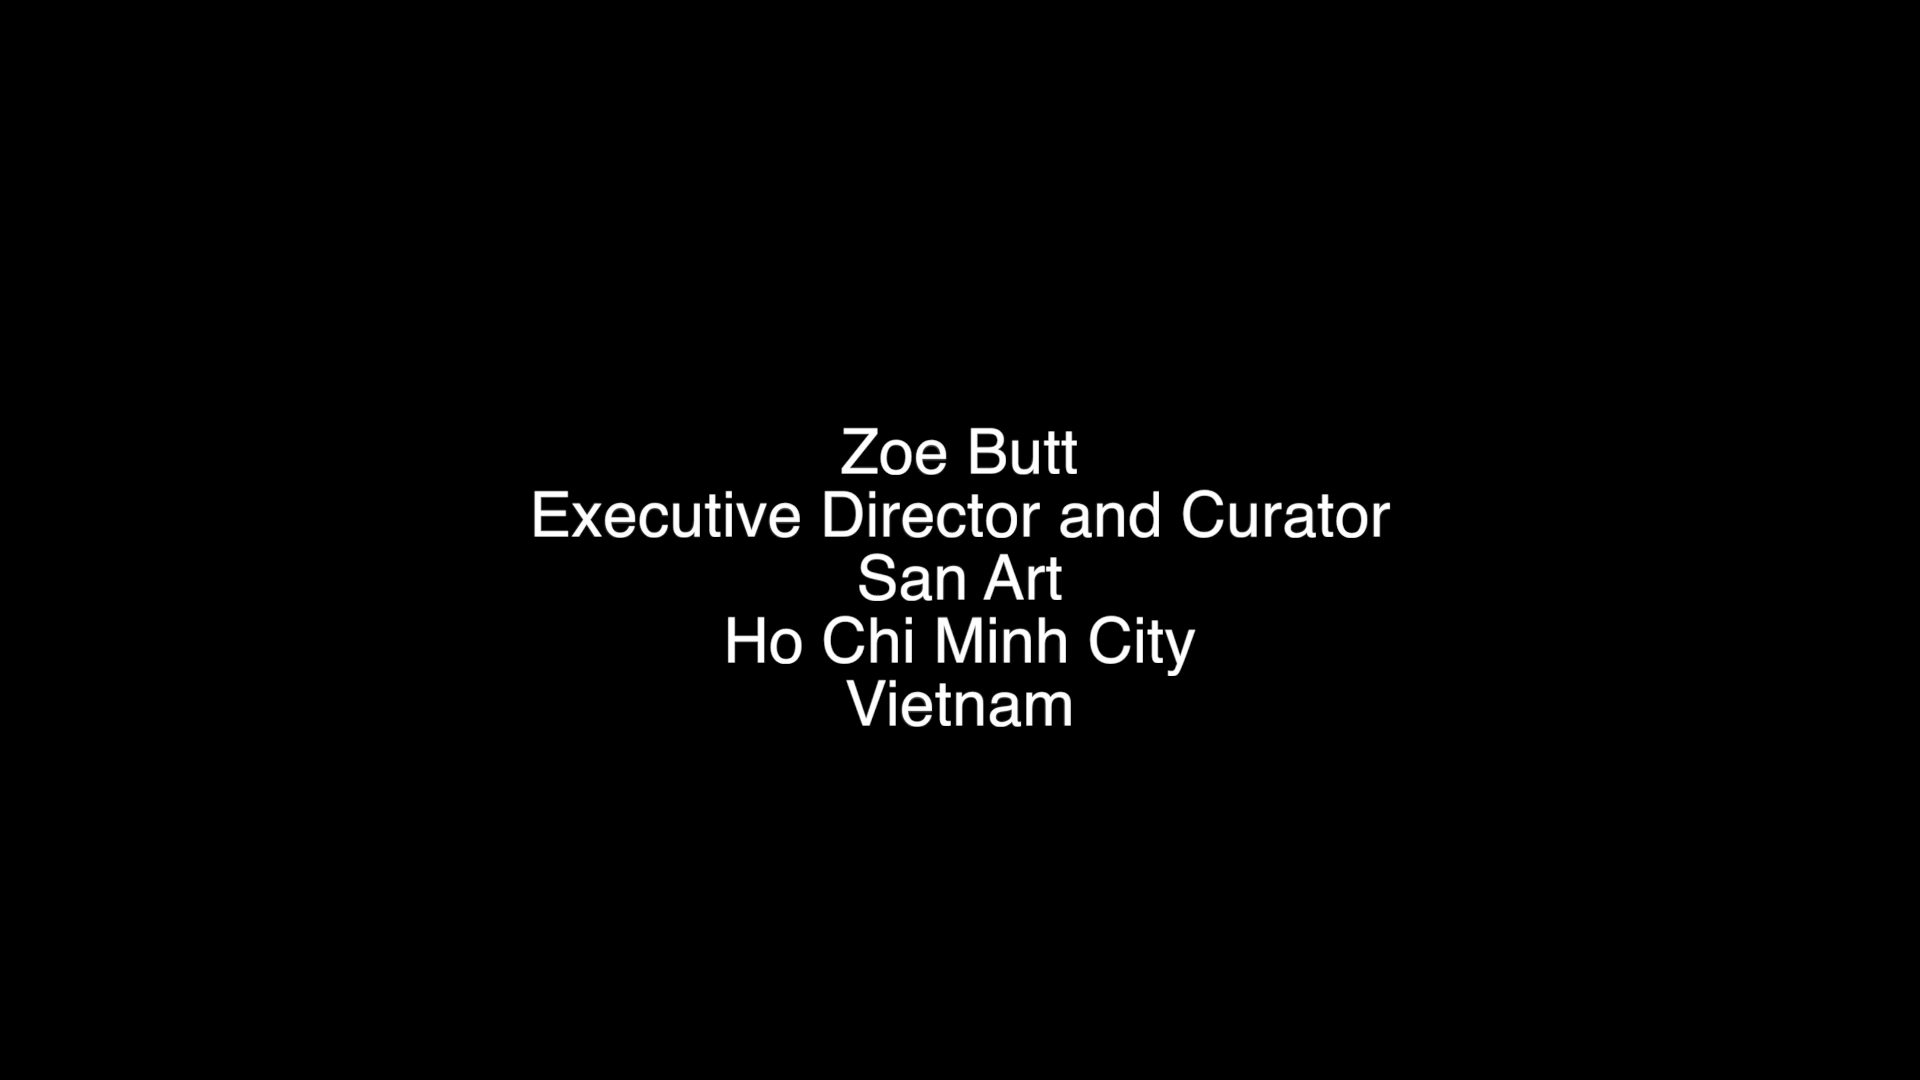 Zoe Butt
Executive Director and Curator
San Art
Ho Chi Minh City
Vietnam